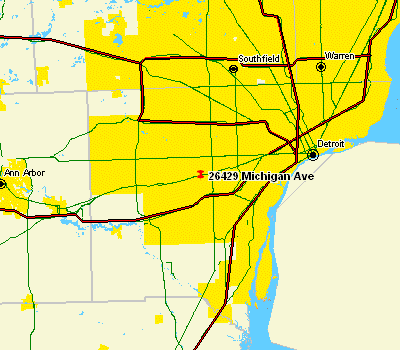 Southfield
Warren
Detroit
Ann Arbor
26429 Michigan Ave